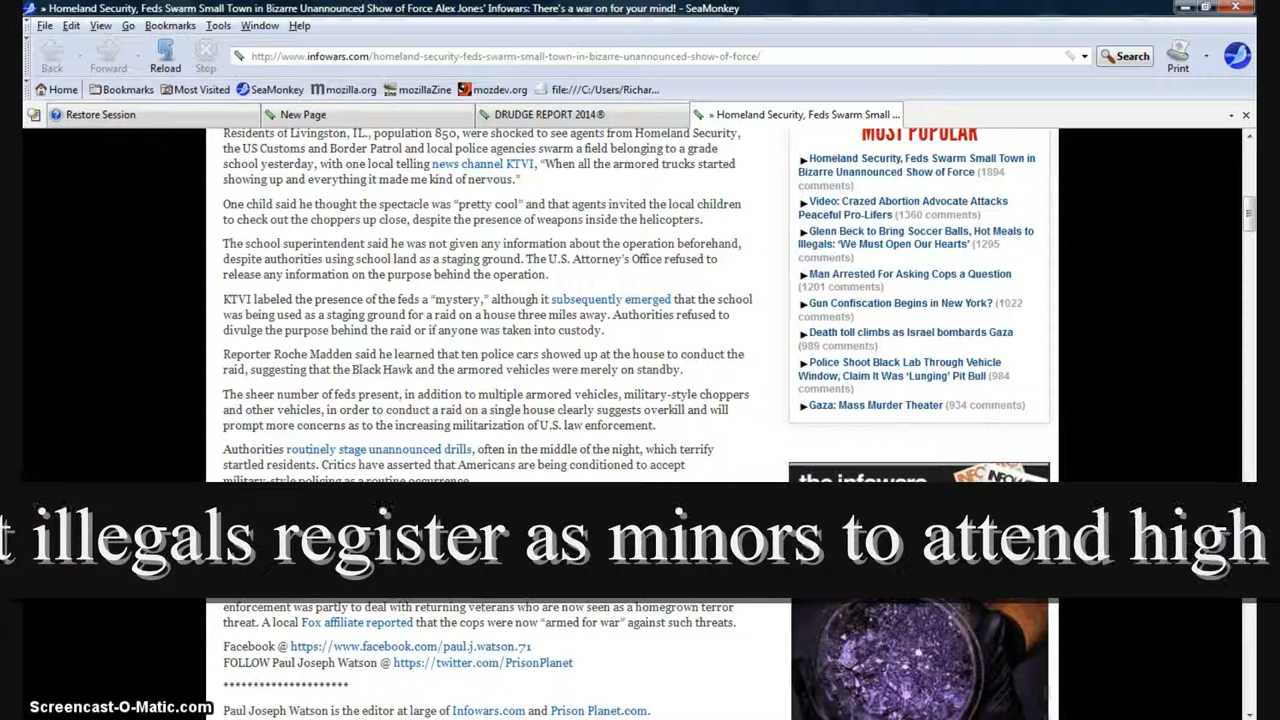 » Homeland Security, Feds Swarm Small Town in Bizarre Unannounced Show of Force Alex Jones' Infowars: There's a war on for your mind! - SeaMonkey
File Edit View Go Bookmarks Tools Window Help
Back Forward Reload Stop
http://www.infowars.com/homeland-security-feds-swarm-small-town-in-bizarre-unannounced-show-of-force/
Search
Print
Home Bookmarks Most Visited SeaMonkey mozilla.org mozillaZine mozdev.org file:///C:/Users/Richar...
Restore Session
New Page
DRUDGE REPORT 2014®
» Homeland Security, Feds Swarm Small ...
Residents of Livingston, IL., population 850, were shocked to see agents from Homeland Security,
the US Customs and Border Patrol and local police agencies swarm a field belonging to a grade
school yesterday, with one local telling news channel KTVI, “When all the armored trucks started
showing up and everything it made me kind of nervous.”
One child said he thought the spectacle was “pretty cool” and that agents invited the local children
to check out the choppers up close, despite the presence of weapons inside the helicopters.
The school superintendent said he was not given any information about the operation beforehand,
despite authorities using school land as a staging ground. The U.S. Attorney’s Office refused to
release any information on the purpose behind the operation.
KTVI labeled the presence of the feds a “mystery,” although it subsequently emerged that the school
was being used as a staging ground for a raid on a house three miles away. Authorities refused to
divulge the purpose behind the raid or if anyone was taken into custody.
Reporter Roche Madden said he learned that ten police cars showed up at the house to conduct the
raid, suggesting that the Black Hawk and the armored vehicles were merely on standby.
The sheer number of feds present, in addition to multiple armored vehicles, military-style choppers
and other vehicles, in order to conduct a raid on a single house clearly suggests overkill and will
prompt more concerns as to the increasing militarization of U.S. law enforcement.
Authorities routinely stage unannounced drills, often in the middle of the night, which terrify
startled residents. Critics have asserted that Americans are being conditioned to accept
military-style policing as a routine occurrence.
MOST POPULAR
Homeland Security, Feds Swarm Small Town in
Bizarre Unannounced Show of Force (1894
comments)
Video: Crazed Abortion Advocate Attacks
Peaceful Pro-Lifers (1360 comments)
Glenn Beck to Bring Soccer Balls, Hot Meals to
Illegals: ‘We Must Open Our Hearts’ (1295
comments)
Man Arrested For Asking Cops a Question
(1201 comments)
Gun Confiscation Begins in New York? (1022
comments)
Death toll climbs as Israel bombards Gaza
(989 comments)
Police Shoot Black Lab Through Vehicle
Window, Claim It Was ‘Lunging’ Pit Bull (984
comments)
Gaza: Mass Murder Theater (934 comments)
the infowars
t illegals register as minors to attend high
enforcement was partly to deal with returning veterans who are now seen as a homegrown terror
threat. A local Fox affiliate reported that the cops were now “armed for war” against such threats.
Facebook @ https://www.facebook.com/paul.j.watson.71
FOLLOW Paul Joseph Watson @ https://twitter.com/PrisonPlanet
*********************
Paul Joseph Watson is the editor at large of Infowars.com and Prison Planet.com.
Screencast-O-Matic.com